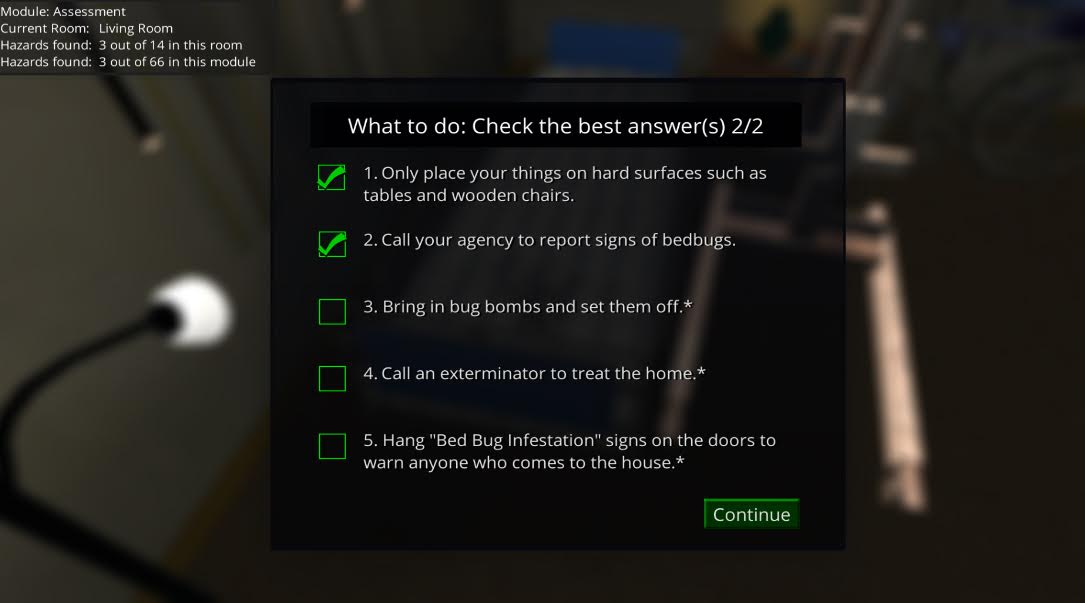 Module: Assessment
Current Room: Living Room
Hazards found: 3 out of 14 in this room
Hazards found: 3 out of 66 in this module
What to do: Check the best answer(s) 2/2
1. Only place your things on hard surfaces such as
tables and wooden chairs.
2. Call your agency to report signs of bedbugs.
3. Bring in bug bombs and set them off.*
4. Call an exterminator to treat the home.*
5. Hang "Bed Bug Infestation" signs on the doors to
warn anyone who comes to the house.*
Continue